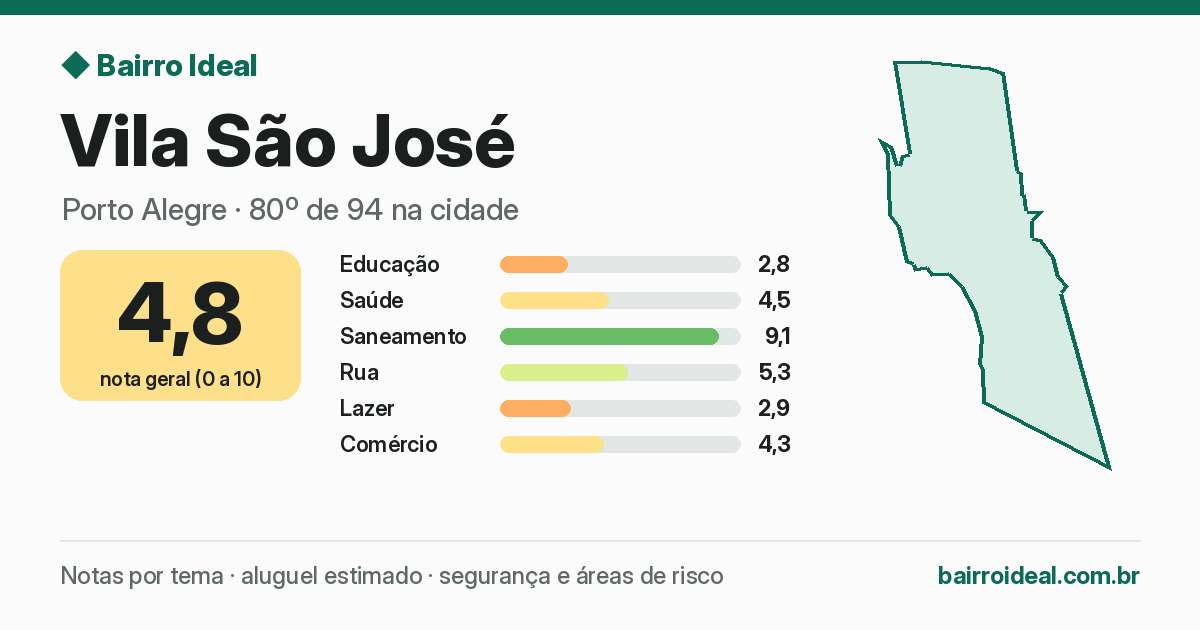 Bairro Ideal
Vila São José
Porto Alegre · 80º de 94 na cidade
4,8
nota geral (0 a 10)
Educação 2,8
Saúde 4,5
Saneamento 9,1
Rua 5,3
Lazer 2,9
Comércio 4,3
Notas por tema · aluguel estimado · segurança e áreas de risco
bairroideal.com.br